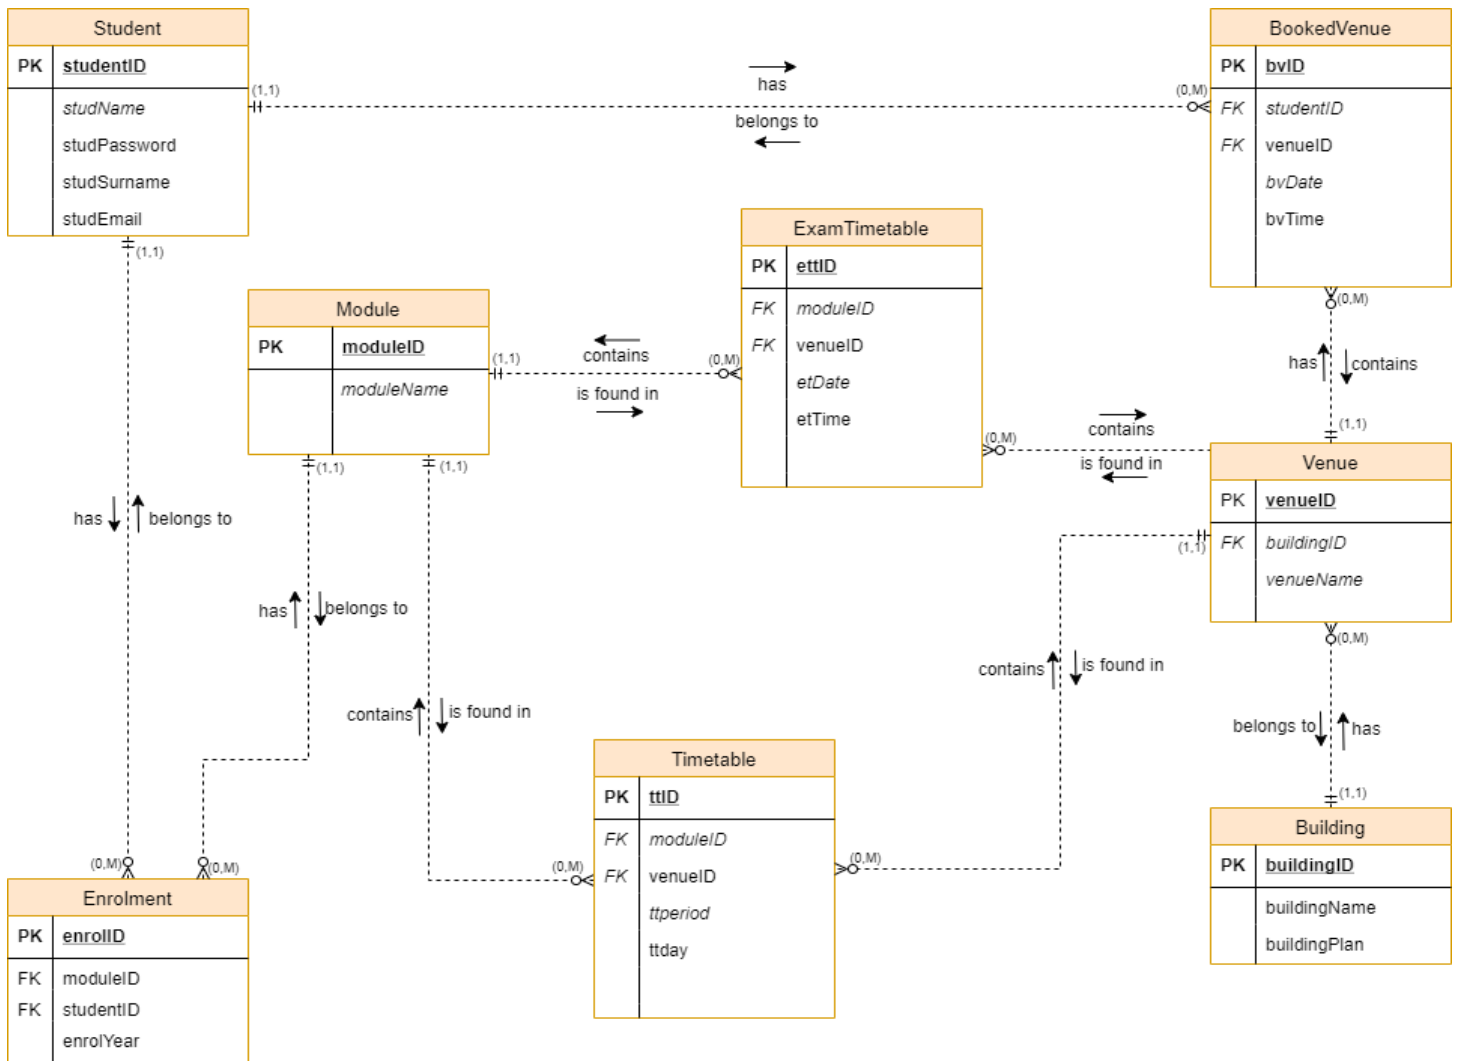 Student
PK studentID
studName
studPassword
studSurname
studEmail
(1,1)
(1,1)
has
belongs to
(0,M)
BookedVenue
PK bvID
FK studentID
FK venueID
bvDate
bvTime
(0,M)
ExamTimetable
PK ettID
FK moduleID
FK venueID
etDate
etTime
Module
PK moduleID
moduleName
(1,1)
contains
(0,M)
is found in
has
contains
(1,1)
(0,M)
contains
is found in
Venue
PK venueID
FK buildingID
venueName
(1,1)
(0,M)
(1,1)
(1,1)
has
belongs to
has
belongs to
contains
is found in
contains
is found in
belongs to
has
(1,1)
Building
PK buildingID
buildingName
buildingPlan
Timetable
PK ttID
FK moduleID
FK venueID
ttperiod
ttday
(0,M)
(0,M)
(0,M)
(0,M)
Enrolment
PK enrolID
FK moduleID
FK studentID
enrolYear